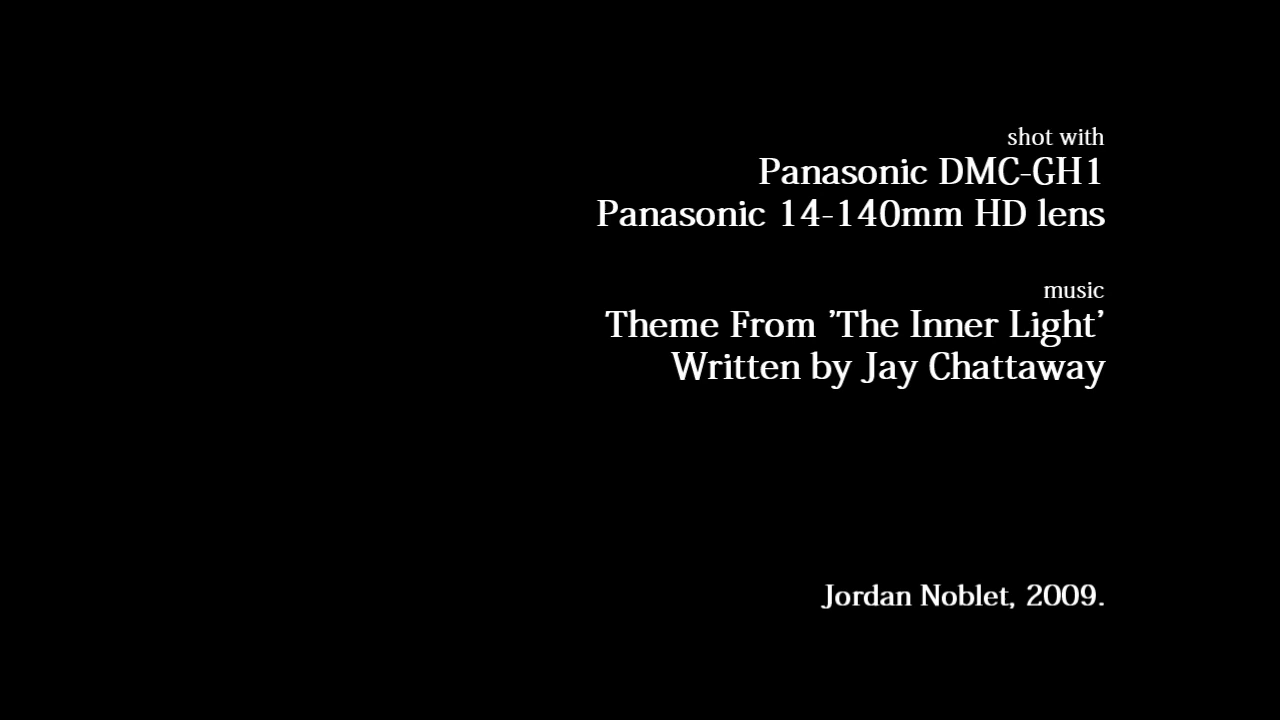 shot with
Panasonic DMC-GH1
Panasonic 14-140mm HD lens
music
Theme From ’The Inner Light’
Written by Jay Chattaway
Jordan Noblet, 2009.